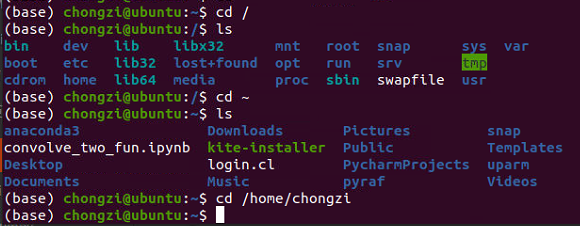 (base) chongzi@ubuntu:~$ cd /
(base) chongzi@ubuntu:/$ ls
bin dev lib libx32 mnt root snap sys var
boot etc lib32 lost+found opt run srv tmp
cdrom home lib64 media proc sbin swapfile usr
(base) chongzi@ubuntu:/$ cd ~
(base) chongzi@ubuntu:~$ ls
anaconda3 Downloads Pictures snap
convolve_two_fun.ipynb kite-installer Public Templates
Desktop login.cl PycharmProjects uparm
Documents Music pyraf Videos
(base) chongzi@ubuntu:~$ cd /home/chongzi
(base) chongzi@ubuntu:~$